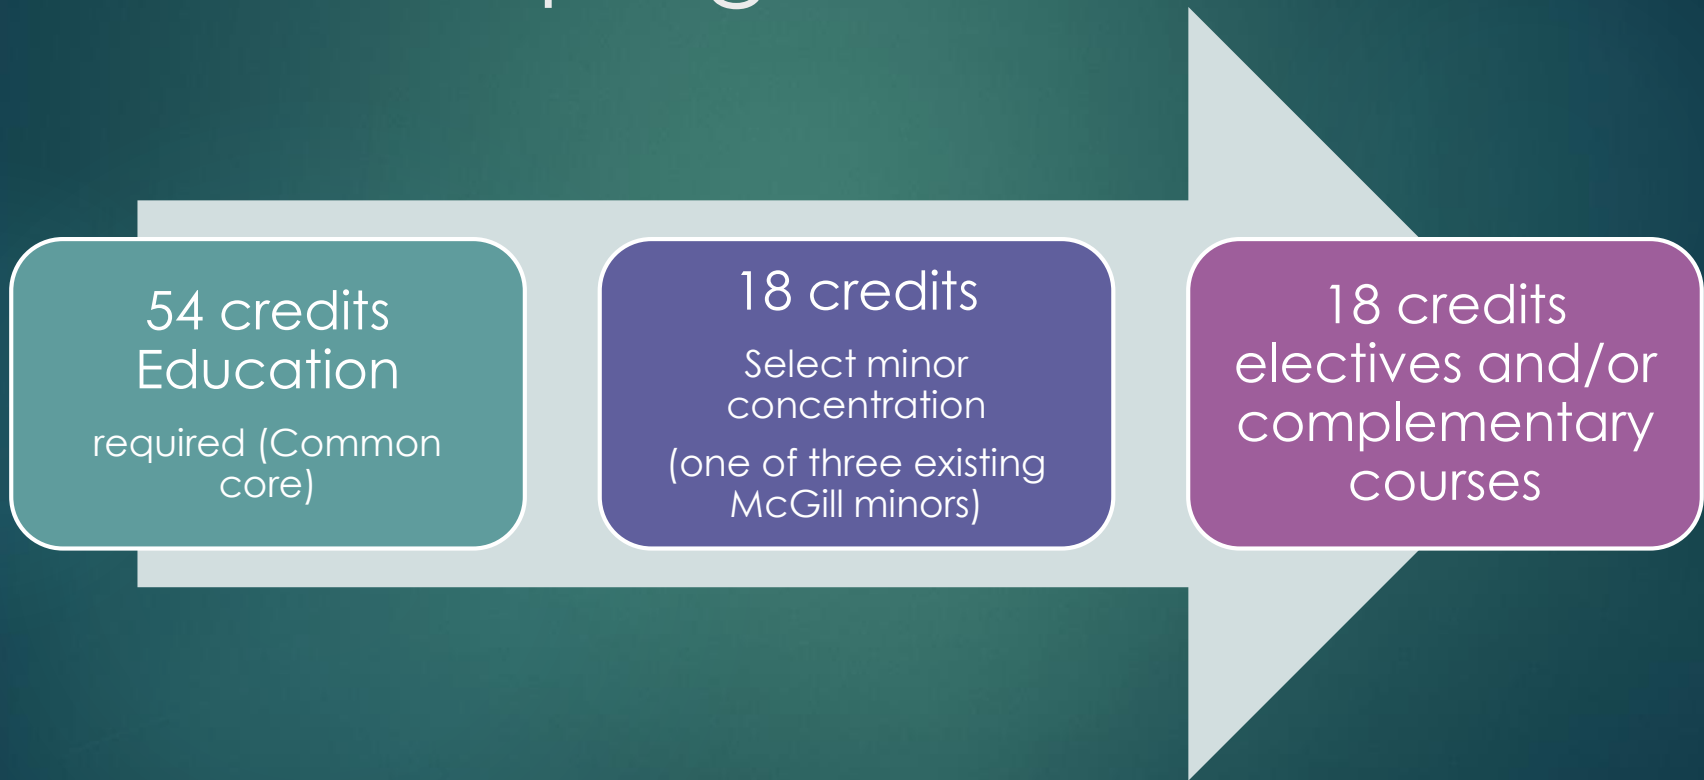 54 credits
Education
required (Common
core)
18 credits
Select minor
concentration
(one of three existing
McGill minors)
18 credits
electives and/or
complementary
courses